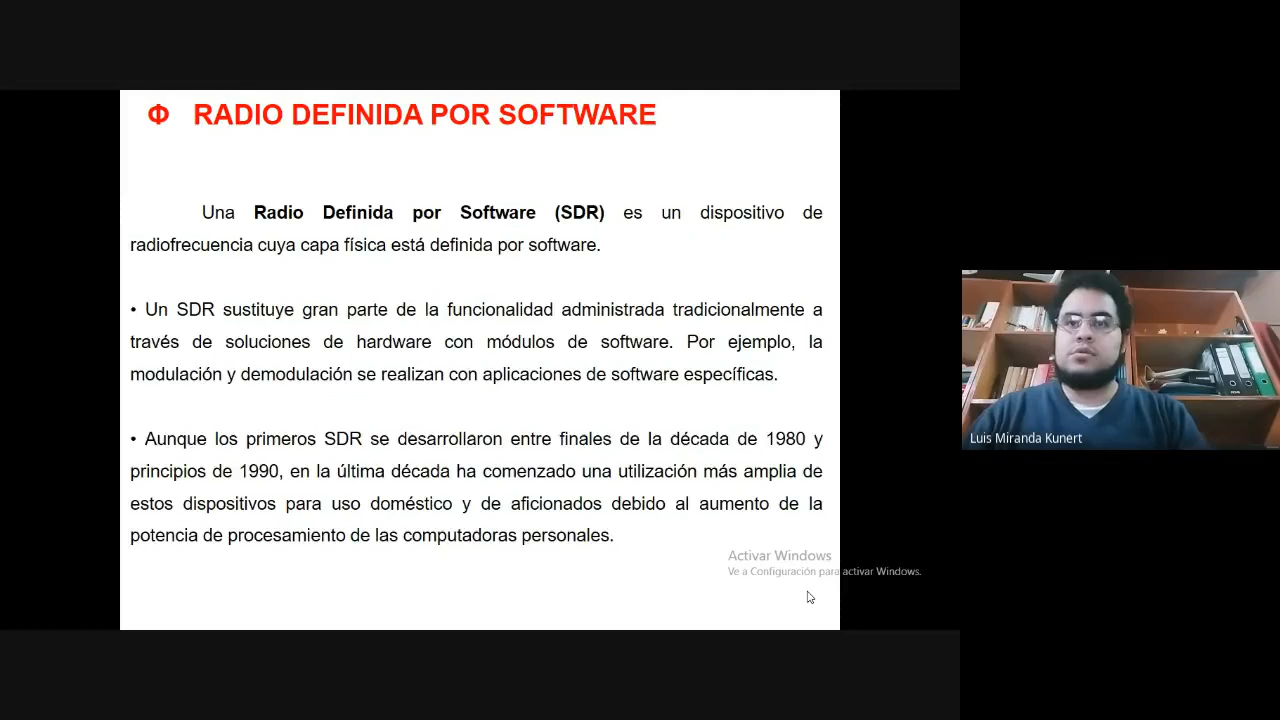 Φ RADIO DEFINIDA POR SOFTWARE
Una Radio Definida por Software (SDR) es un dispositivo de
radiofrecuencia cuya capa física está definida por software.
• Un SDR sustituye gran parte de la funcionalidad administrada tradicionalmente a
través de soluciones de hardware con módulos de software. Por ejemplo, la
modulación y demodulación se realizan con aplicaciones de software específicas.
• Aunque los primeros SDR se desarrollaron entre finales de la década de 1980 y
principios de 1990, en la última década ha comenzado una utilización más amplia de
estos dispositivos para uso doméstico y de aficionados debido al aumento de la
potencia de procesamiento de las computadoras personales.
Activar Windows
Ve a Configuración para activar Windows.
Luis Miranda Kunert